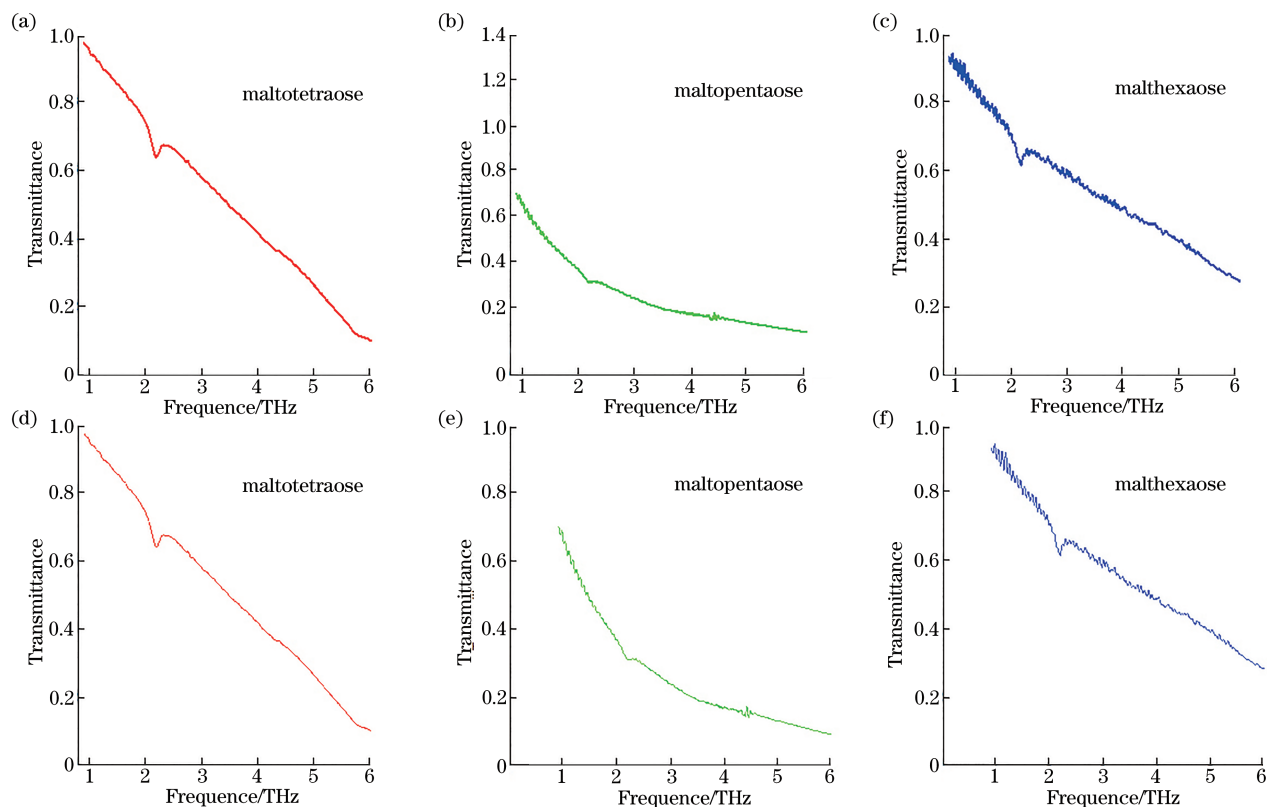 (a)
1.0
0.8
0.6
0.4
0.2
0
Transmittance
maltotetraose
1 2 3 4 5 6
Frequence/THz
(b)
1.4
1.2
1.0
0.8
0.6
0.4
0.2
0
Transmittance
maltopentaose
1 2 3 4 5 6
Frequence/THz
(c)
1.0
0.8
0.6
0.4
0.2
0
Transmittance
malthexaose
1 2 3 4 5 6
Frequence/THz
(d)
1.0
0.8
0.6
0.4
0.2
0
Transmittance
maltotetraose
1 2 3 4 5 6
Frequence/THz
(e)
1.0
0.8
0.6
0.4
0.2
0
Transmittance
maltopentaose
1 2 3 4 5 6
Frequence/THz
(f)
1.0
0.8
0.6
0.4
0.2
0
Transmittance
malthexaose
1 2 3 4 5 6
Frequence/THz